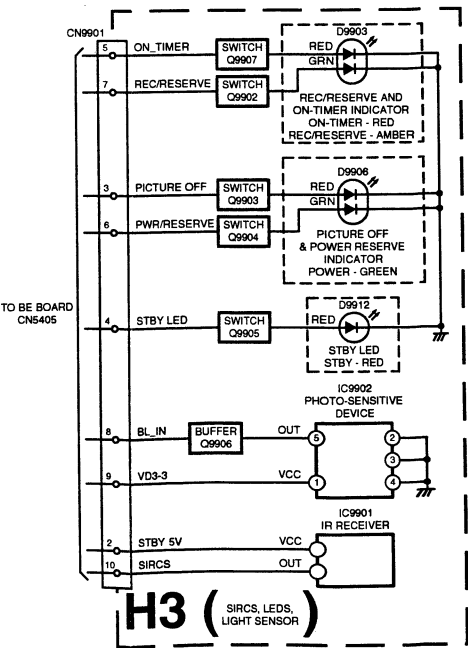 CN9901
5 ON_TIMER
SWITCH
Q9907
D9903
RED
GRN
7 REC/RESERVE
SWITCH
Q9902
REC/RESERVE AND
ON-TIMER INDICATOR
ON-TIMER - RED
REC/RESERVE - AMBER
3 PICTURE OFF
SWITCH
Q9903
D9906
RED
GRN
6 PWR/RESERVE
SWITCH
Q9904
PICTURE OFF
& POWER RESERVE
INDICATOR
POWER - GREEN
TO BE BOARD
CN5405
4 STBY LED
SWITCH
Q9905
D9912
RED
STBY LED
STBY - RED
IC9902
PHOTO-SENSITIVE
DEVICE
8 BL_IN
BUFFER
Q9906
OUT 5 2
3
9 VD3-3
VCC 1 4
IC9901
IR RECEIVER
2 STBY 5V
VCC
10 SIRCS
OUT
H3 ( SIRCS, LEDS,
LIGHT SENSOR )